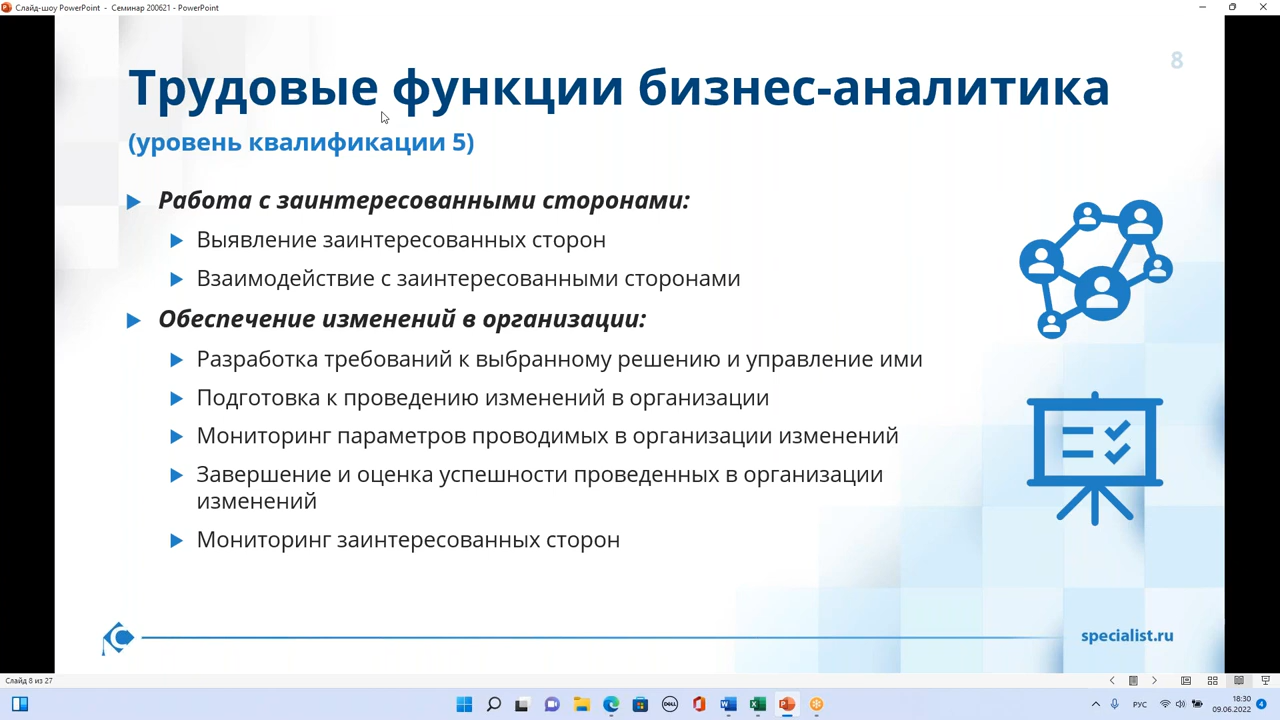 Слайд-шоу PowerPoint - Семинар 200621 - PowerPoint
8
Трудовые функции бизнес-аналитика
(уровень квалификации 5)
Работа с заинтересованными сторонами:
Выявление заинтересованных сторон
Взаимодействие с заинтересованными сторонами
Обеспечение изменений в организации:
Разработка требований к выбранному решению и управление ими
Подготовка к проведению изменений в организации
Мониторинг параметров проводимых в организации изменений
Завершение и оценка успешности проведенных в организации
изменений
Мониторинг заинтересованных сторон
specialist.ru
Слайд 8 из 27
DELL
РУС
18:30
09.06.2022
4